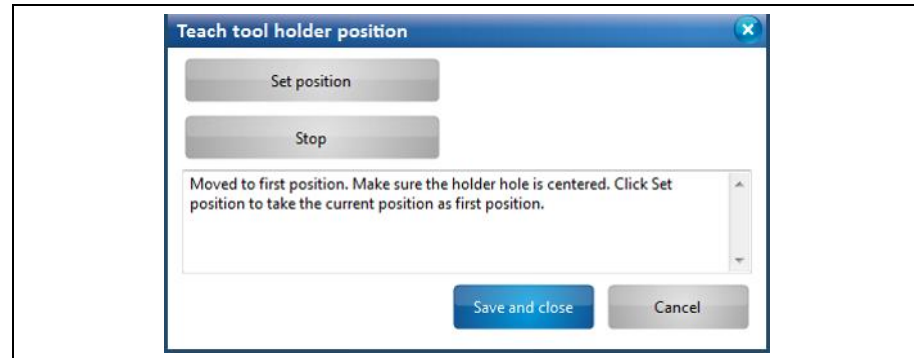 Teach tool holder position
Set position
Stop
Moved to first position. Make sure the holder hole is centered. Click Set
position to take the current position as first position.
Save and close
Cancel